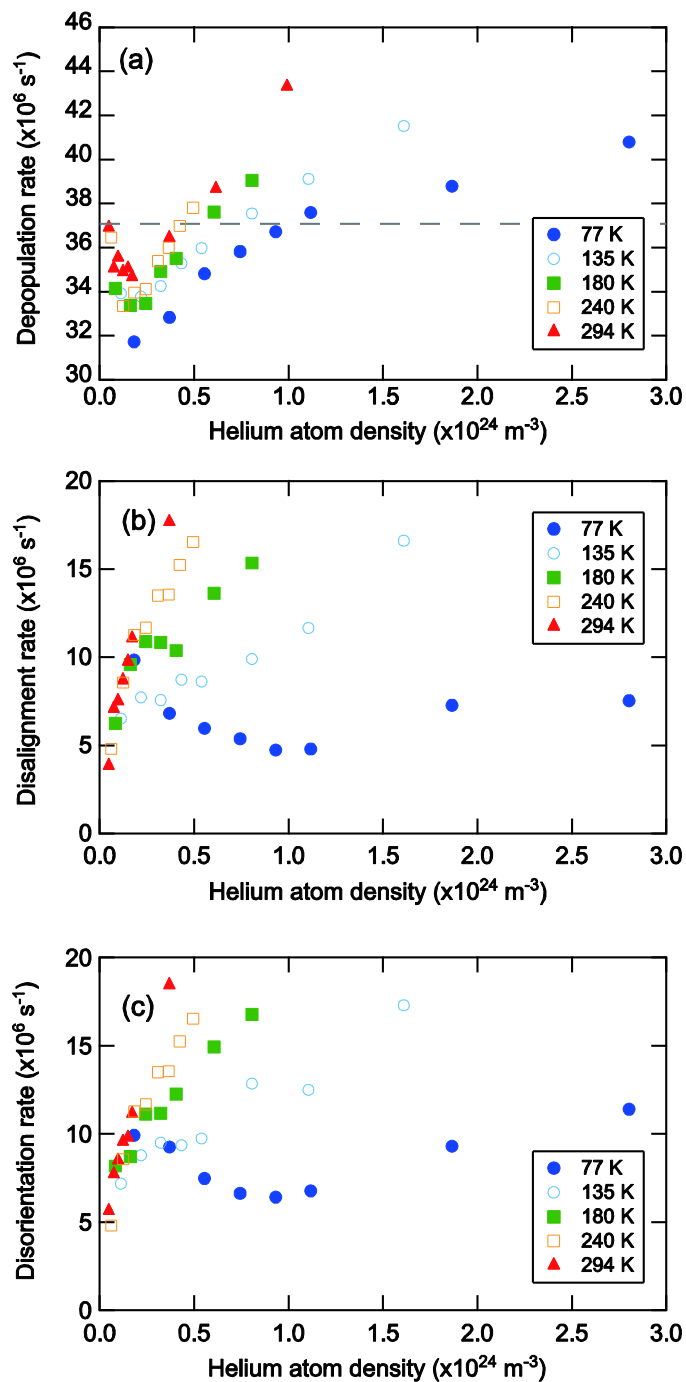 (a)
Depopulation rate (x10⁶ s⁻¹)
46
44
42
40
38
36
34
32
30
77 K
135 K
180 K
240 K
294 K
0.0 0.5 1.0 1.5 2.0 2.5 3.0
Helium atom density (x10²⁴ m⁻³)
(b)
Disalignment rate (x10⁶ s⁻¹)
20
15
10
5
0
77 K
135 K
180 K
240 K
294 K
0.0 0.5 1.0 1.5 2.0 2.5 3.0
Helium atom density (x10²⁴ m⁻³)
(c)
Disorientation rate (x10⁶ s⁻¹)
20
15
10
5
0
77 K
135 K
180 K
240 K
294 K
0.0 0.5 1.0 1.5 2.0 2.5 3.0
Helium atom density (x10²⁴ m⁻³)